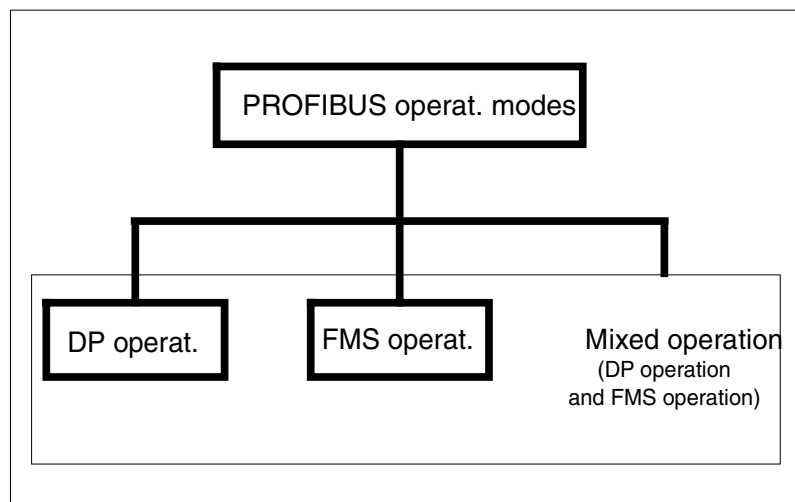 PROFIBUS operat. modes
DP operat.
FMS operat.
Mixed operation
(DP operation
and FMS operation)